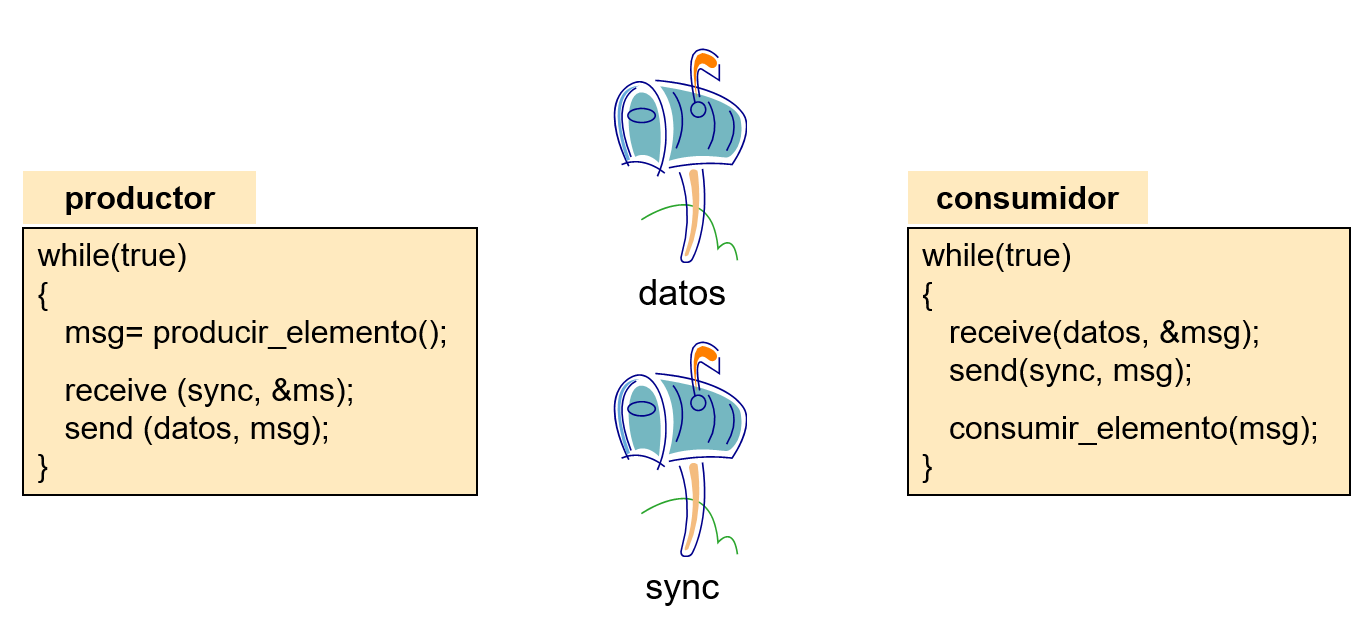 productor
while(true)
{
msg= producir_elemento();
receive (sync, &ms);
send (datos, msg);
}
datos
sync
consumidor
while(true)
{
receive(datos, &msg);
send(sync, msg);
consumir_elemento(msg);
}